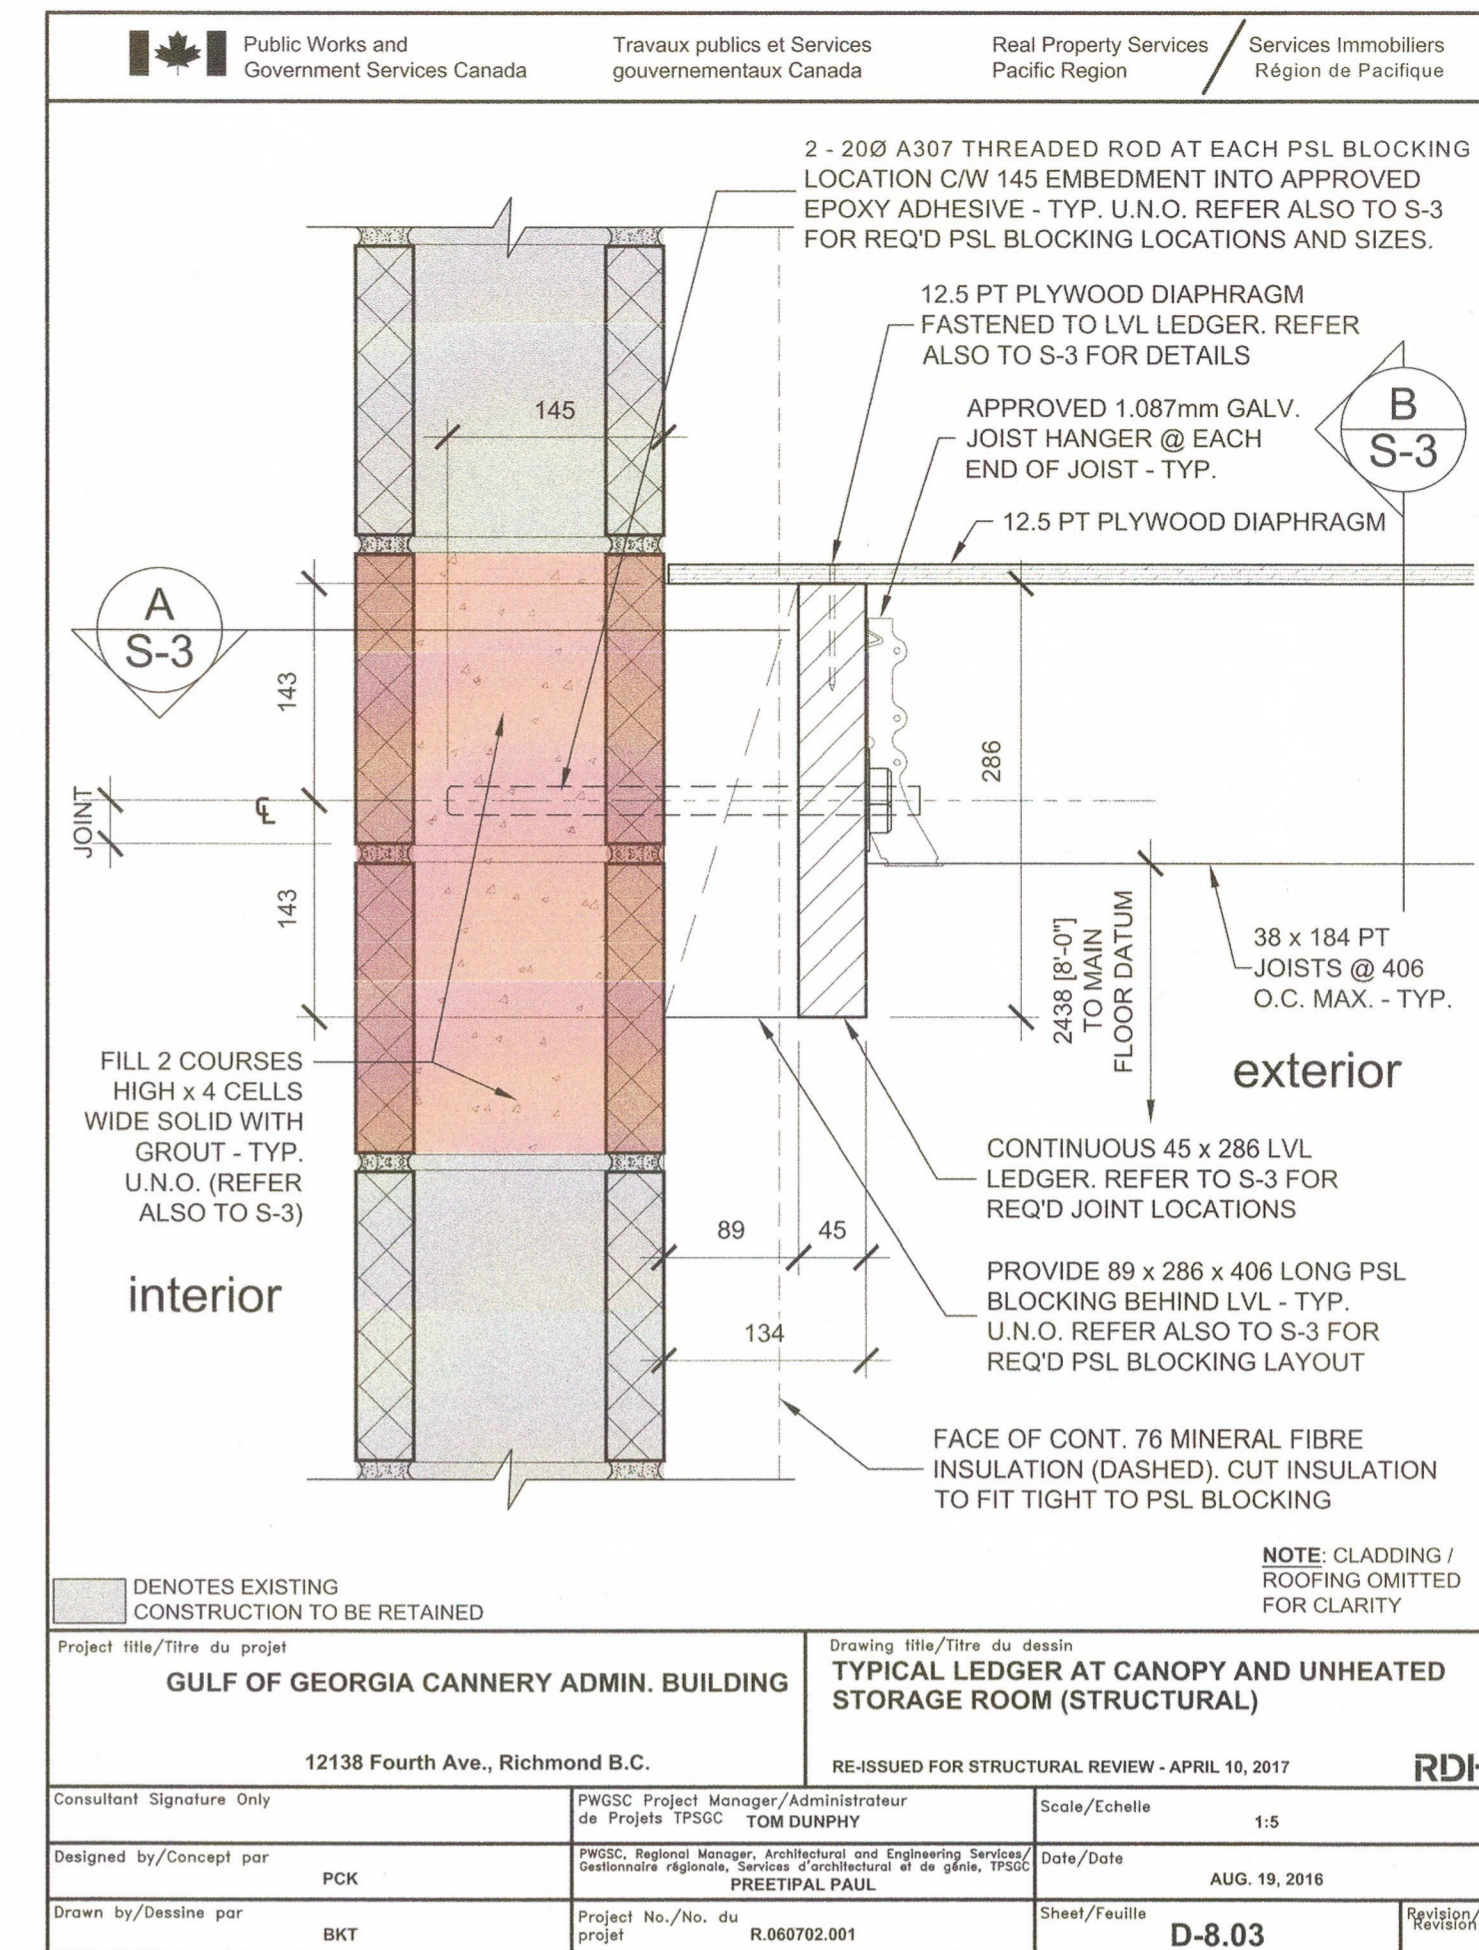 Public Works and
Government Services Canada
Travaux publics et Services
gouvernementaux Canada
Real Property Services
Pacific Region
Services Immobiliers
Région de Pacifique
2 - 20Ø A307 THREADED ROD AT EACH PSL BLOCKING
LOCATION C/W 145 EMBEDMENT INTO APPROVED
EPOXY ADHESIVE - TYP. U.N.O. REFER ALSO TO S-3
FOR REQ'D PSL BLOCKING LOCATIONS AND SIZES.
12.5 PT PLYWOOD DIAPHRAGM
FASTENED TO LVL LEDGER. REFER
ALSO TO S-3 FOR DETAILS
145
APPROVED 1.087mm GALV.
JOIST HANGER @ EACH
END OF JOIST - TYP.
B
S-3
12.5 PT PLYWOOD DIAPHRAGM
A
S-3
143
286
JOINT
℄
143
2438 [8'-0"]
TO MAIN
FLOOR DATUM
38 x 184 PT
JOISTS @ 406
O.C. MAX. - TYP.
exterior
FILL 2 COURSES
HIGH x 4 CELLS
WIDE SOLID WITH
GROUT - TYP.
U.N.O. (REFER
ALSO TO S-3)
CONTINUOUS 45 x 286 LVL
LEDGER. REFER TO S-3 FOR
REQ'D JOINT LOCATIONS
89
45
interior
PROVIDE 89 x 286 x 406 LONG PSL
BLOCKING BEHIND LVL - TYP.
U.N.O. REFER ALSO TO S-3 FOR
REQ'D PSL BLOCKING LAYOUT
134
FACE OF CONT. 76 MINERAL FIBRE
INSULATION (DASHED). CUT INSULATION
TO FIT TIGHT TO PSL BLOCKING
NOTE: CLADDING /
ROOFING OMITTED
FOR CLARITY
DENOTES EXISTING
CONSTRUCTION TO BE RETAINED
Project title/Titre du projet
GULF OF GEORGIA CANNERY ADMIN. BUILDING
12138 Fourth Ave., Richmond B.C.
Drawing title/Titre du dessin
TYPICAL LEDGER AT CANOPY AND UNHEATED
STORAGE ROOM (STRUCTURAL)
RE-ISSUED FOR STRUCTURAL REVIEW - APRIL 10, 2017
Consultant Signature Only
PWGSC Project Manager/Administrateur
de Projets TPSGC TOM DUNPHY
Scale/Echelle
1:5
Designed by/Concept par
PCK
PWGSC, Regional Manager, Architectural and Engineering Services/
Gestionnaire régionale, Services d'architectural et de génie, TPSGC
PREETIPAL PAUL
Date/Date
AUG. 19, 2016
Drawn by/Dessine par
BKT
Project No./No. du
projet R.060702.001
Sheet/Feuille
D-8.03
Revision/
Revision